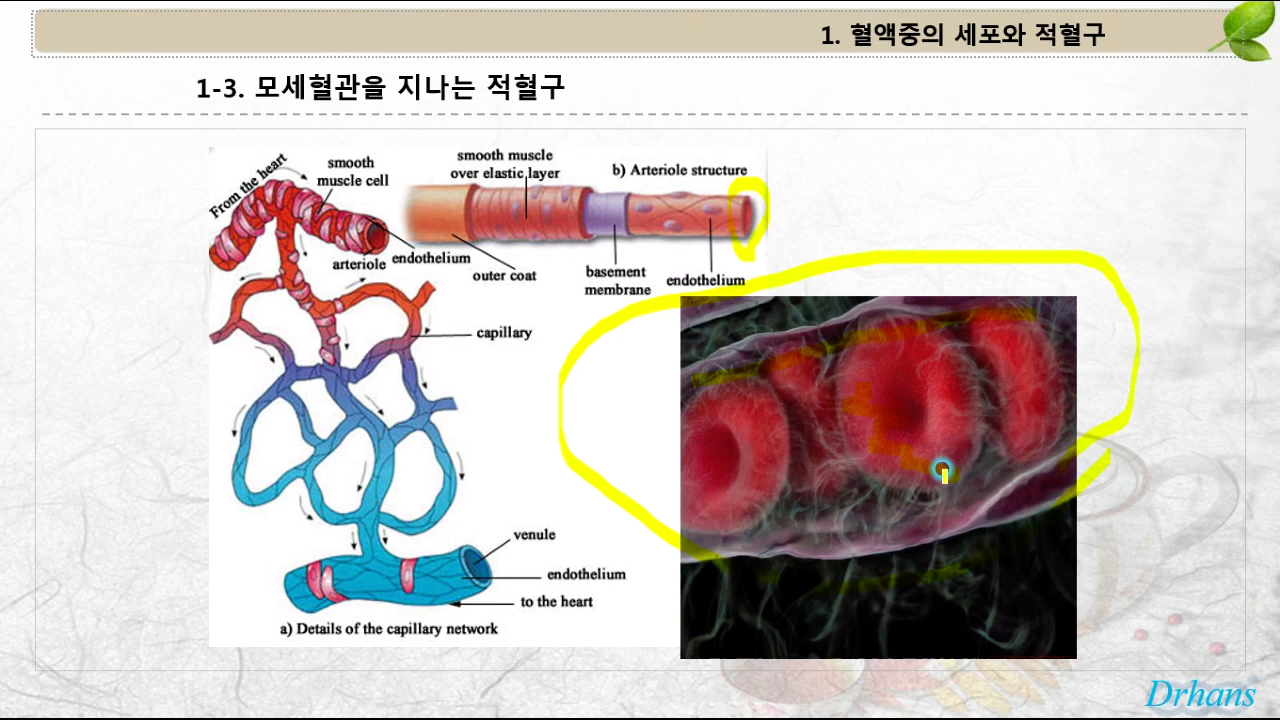 1. 혈액중의 세포와 적혈구
1-3. 모세혈관을 지나는 적혈구
From the heart
smooth
muscle cell
smooth muscle
over elastic layer
b) Arteriole structure
arteriole
endothelium
outer coat
basement
membrane
endothelium
capillary
venule
endothelium
to the heart
a) Details of the capillary network
Drhans